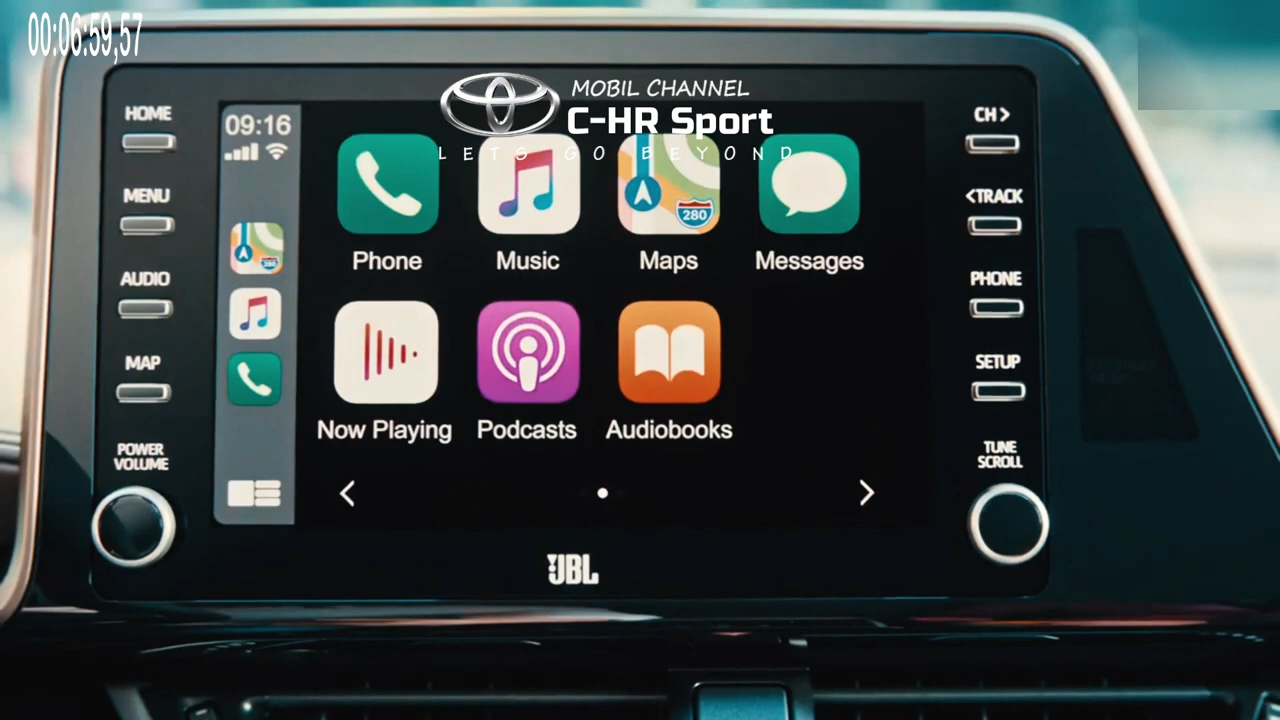 00:06:59,57
MOBIL CHANNEL
C-HR Sport
LETS GO BEYOND
HOME
MENU
AUDIO
MAP
POWER
VOLUME
09:16
280
Phone
Music
280
Maps
Messages
Now Playing
Podcasts
Audiobooks
JBL
CH>
<TRACK
PHONE
SETUP
TUNE
SCROLL